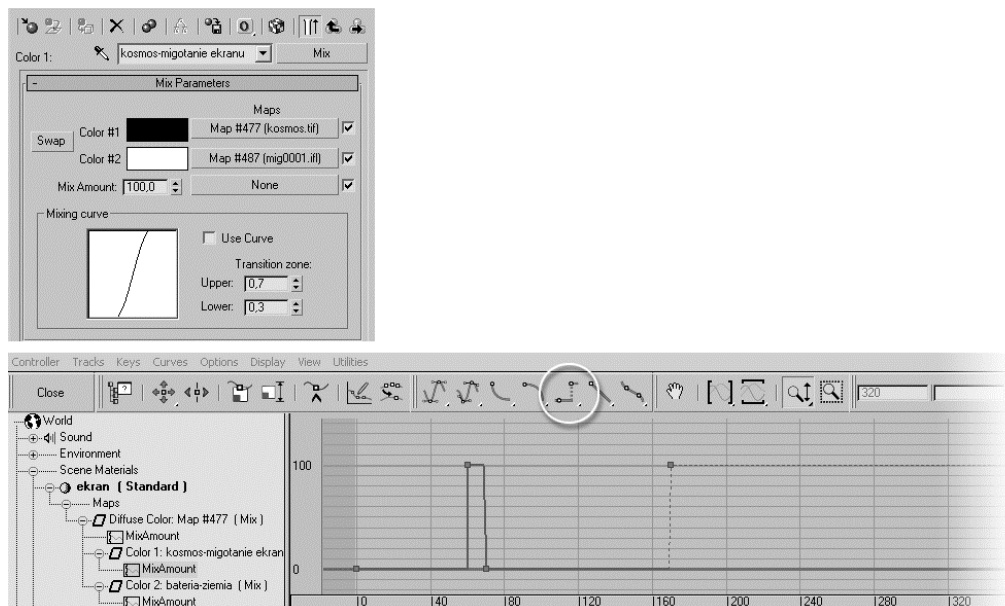 Color 1:
kosmos-migotanie ekranu
Mix
-
Mix Parameters
Maps
Swap
Color #1
Map #477 (kosmos.tif)
Color #2
Map #487 (mig0001.ifl)
Mix Amount: 100,0
None
Mixing curve
Use Curve
Transition zone:
Upper: 0,7
Lower: 0,3
Controller Tracks Keys Curves Options Display View Utilities
Close
320
World
Sound
Environment
Scene Materials
ekran ( Standard )
Maps
Diffuse Color: Map #477 ( Mix )
MixAmount
Color 1: kosmos-migotanie ekran
MixAmount
Color 2: bateria-ziemia ( Mix )
MixAmount
100
0
|0 |40 |80 |120 |160 |200 |240 |280 |320